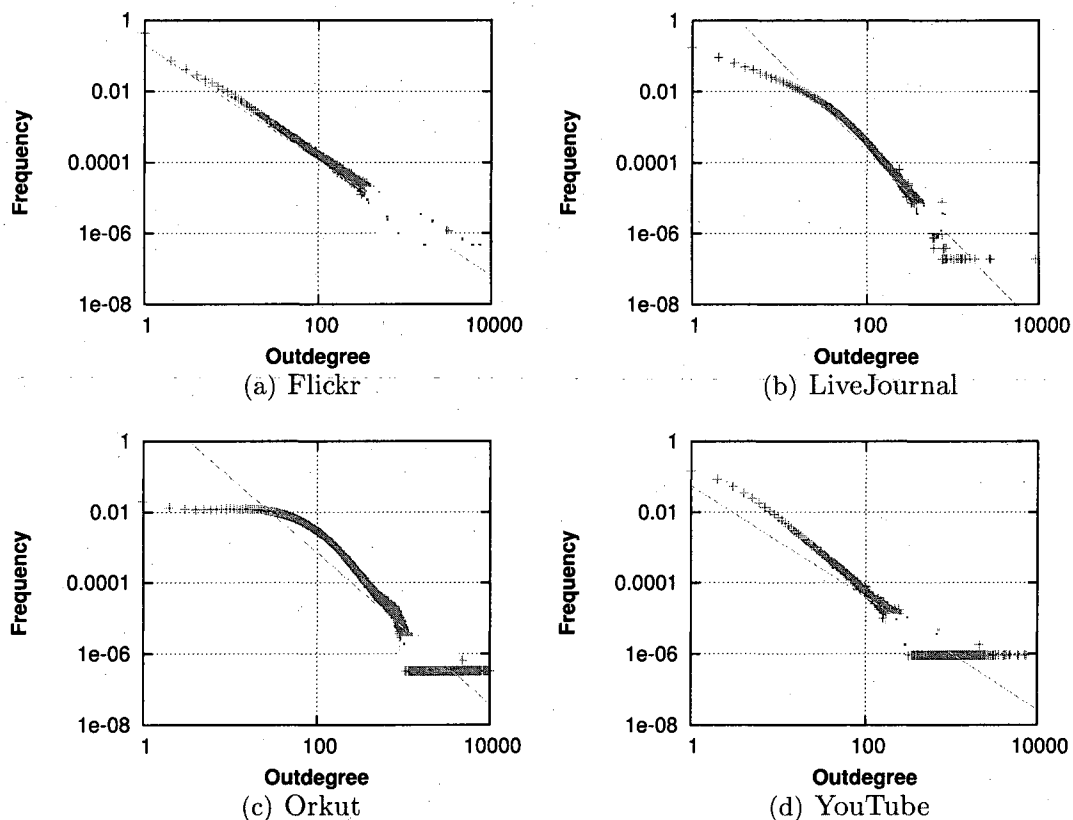 1
0.01
0.0001
1e-06
1e-08
Frequency
1
100
10000
Outdegree
(a) Flickr
1
0.01
0.0001
1e-06
1e-08
Frequency
1
100
10000
Outdegree
(b) LiveJournal
1
0.01
0.0001
1e-06
1e-08
Frequency
1
100
10000
Outdegree
(c) Orkut
1
0.01
0.0001
1e-06
1e-08
Frequency
1
100
10000
Outdegree
(d) YouTube